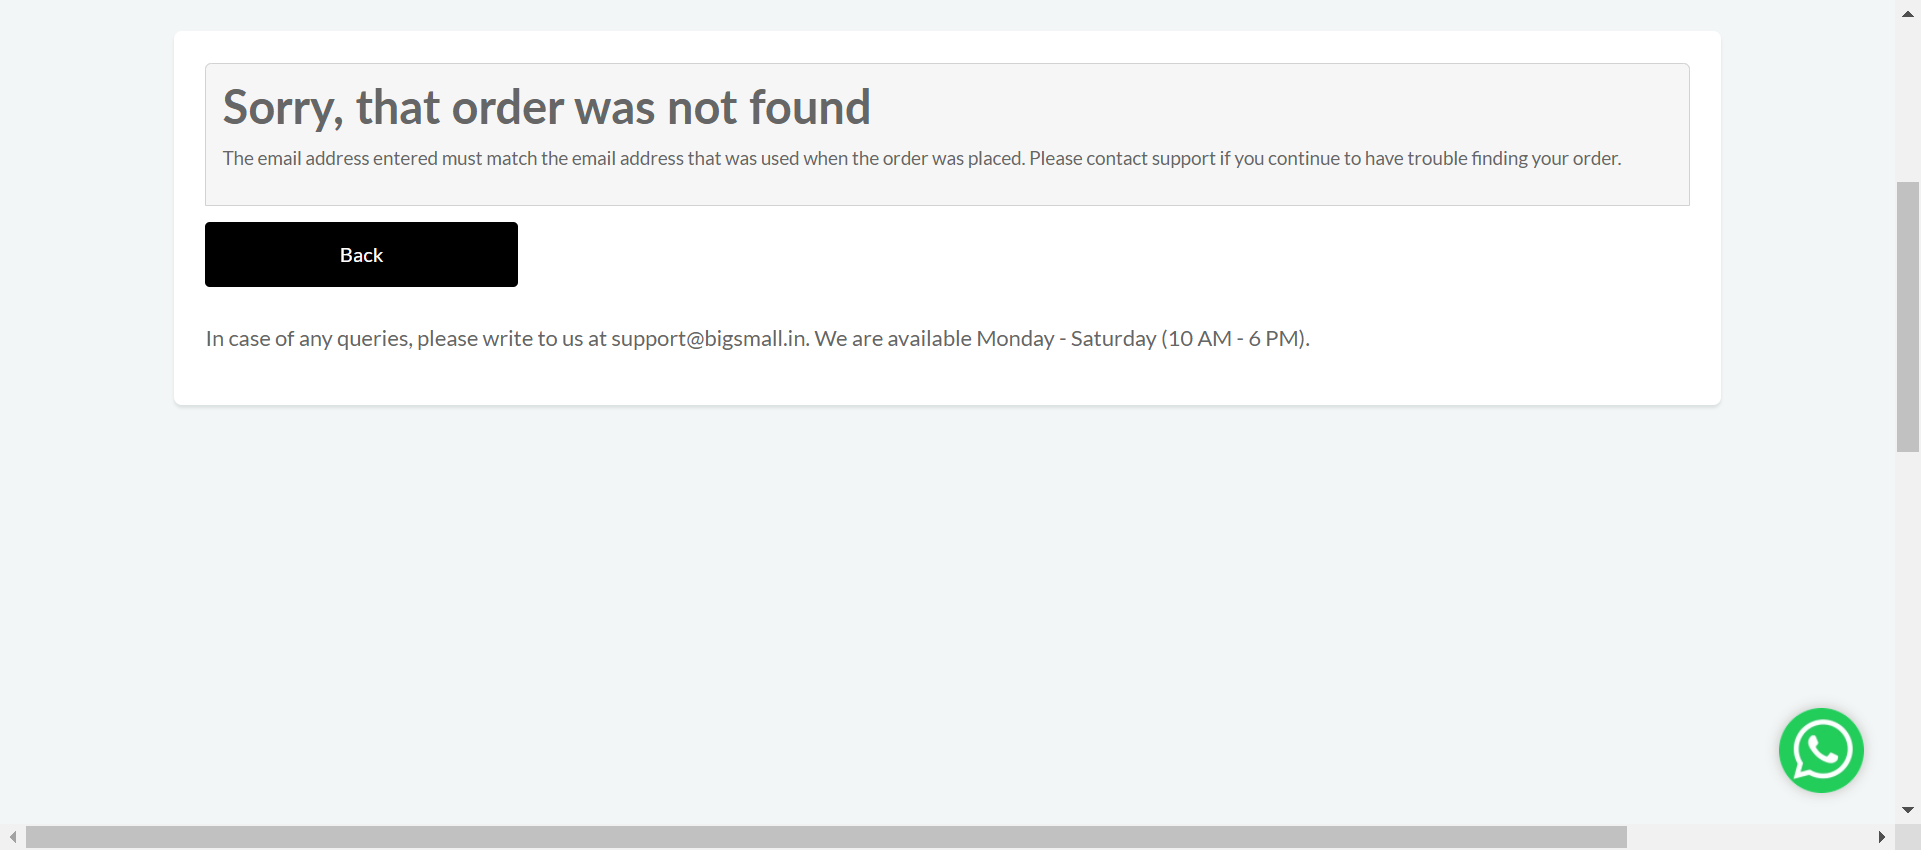 Sorry, that order was not found
The email address entered must match the email address that was used when the order was placed. Please contact support if you continue to have trouble finding your order.
Back
In case of any queries, please write to us at support@bigsmall.in. We are available Monday - Saturday (10 AM - 6 PM).